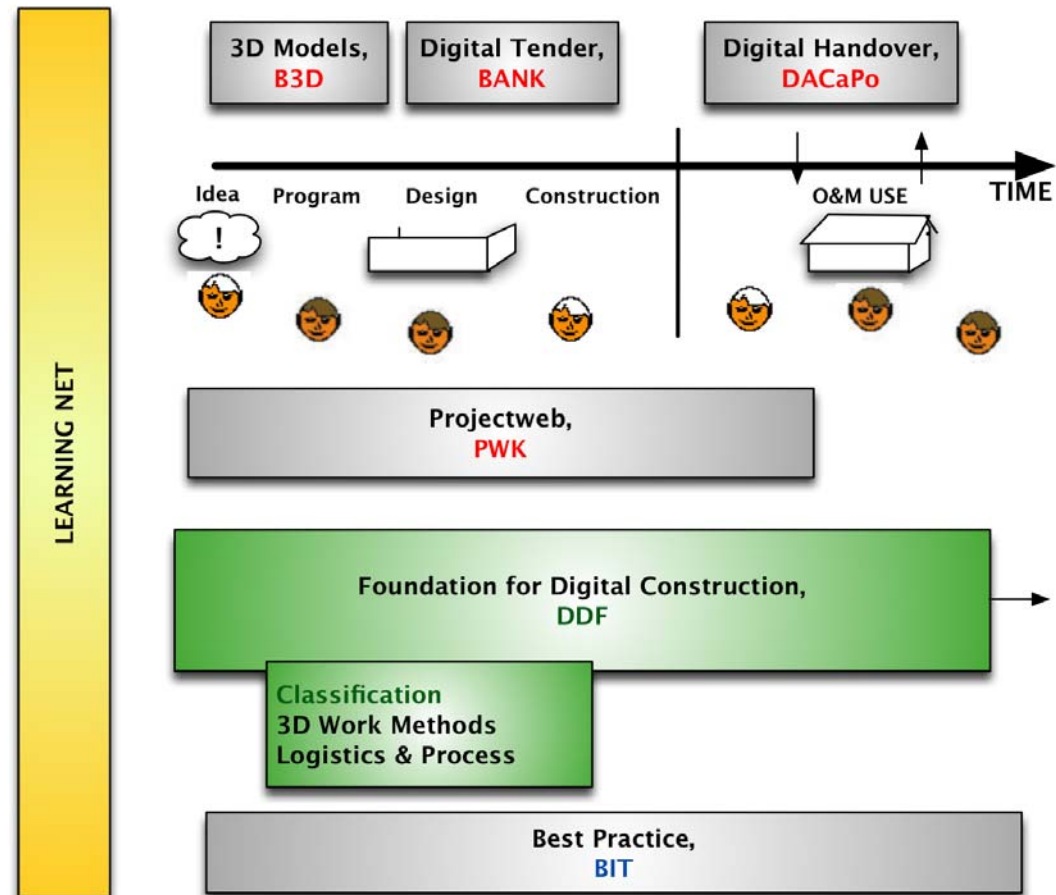 LEARNING NET
3D Models,
B3D
Digital Tender,
BANK
Digital Handover,
DACaPo
TIME
Idea
Program
Design
Construction
O&M USE
!
Projectweb,
PWK
Foundation for Digital Construction,
DDF
Classification
3D Work Methods
Logistics & Process
Best Practice,
BIT